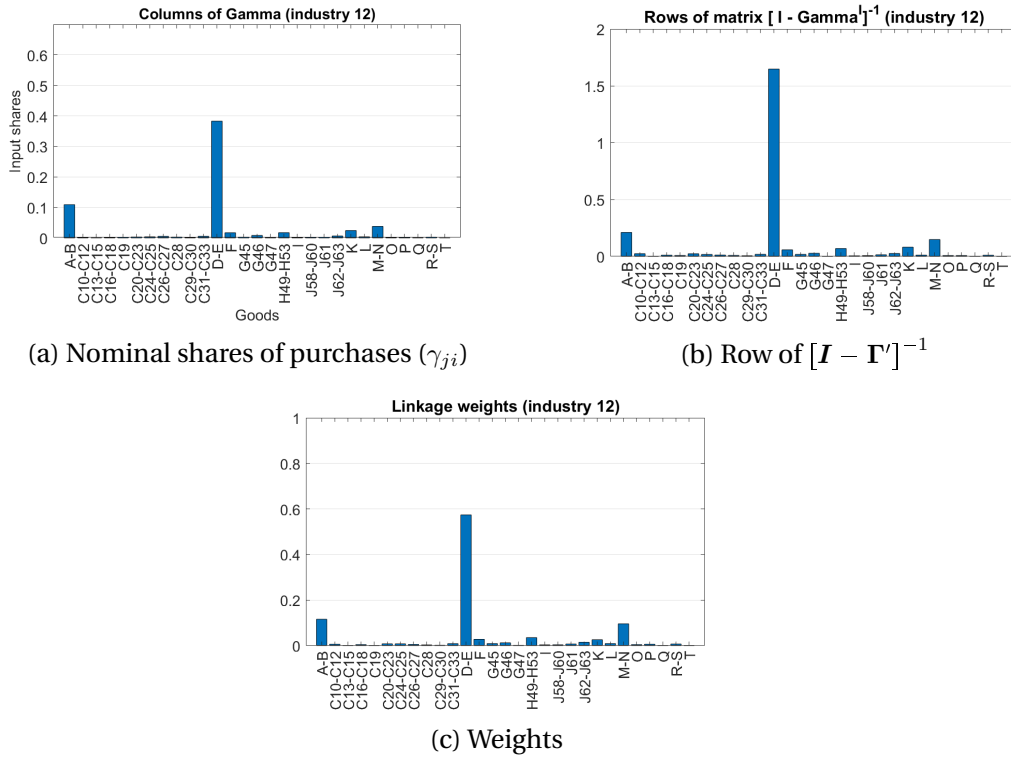 Columns of Gamma (industry 12)
Input shares
0.6
0.5
0.4
0.3
0.2
0.1
0
A-B
C10-C12
C13-C15
C16-C18
C19
C20-C23
C24-C25
C26-C27
C28
C29-C30
C31-C33
D-E
F
G45
G46
G47
H49-H53
I
J58-J60
J61
J62-J63
K
L
M-N
O
P
Q
R-S
T
Goods
(a) Nominal shares of purchases (γji)
Rows of matrix [ I - Gamma^I]^-1 (industry 12)
2
1.5
1
0.5
0
A-B
C10-C12
C13-C15
C16-C18
C19
C20-C23
C24-C25
C26-C27
C28
C29-C30
C31-C33
D-E
F
G45
G46
G47
H49-H53
I
J58-J60
J61
J62-J63
K
L
M-N
O
P
Q
R-S
T
(b) Row of [I − Γ′]⁻¹
Linkage weights (industry 12)
1
0.8
0.6
0.4
0.2
0
A-B
C10-C12
C13-C15
C16-C18
C19
C20-C23
C24-C25
C26-C27
C28
C29-C30
C31-C33
D-E
F
G45
G46
G47
H49-H53
I
J58-J60
J61
J62-J63
K
L
M-N
O
P
Q
R-S
T
(c) Weights